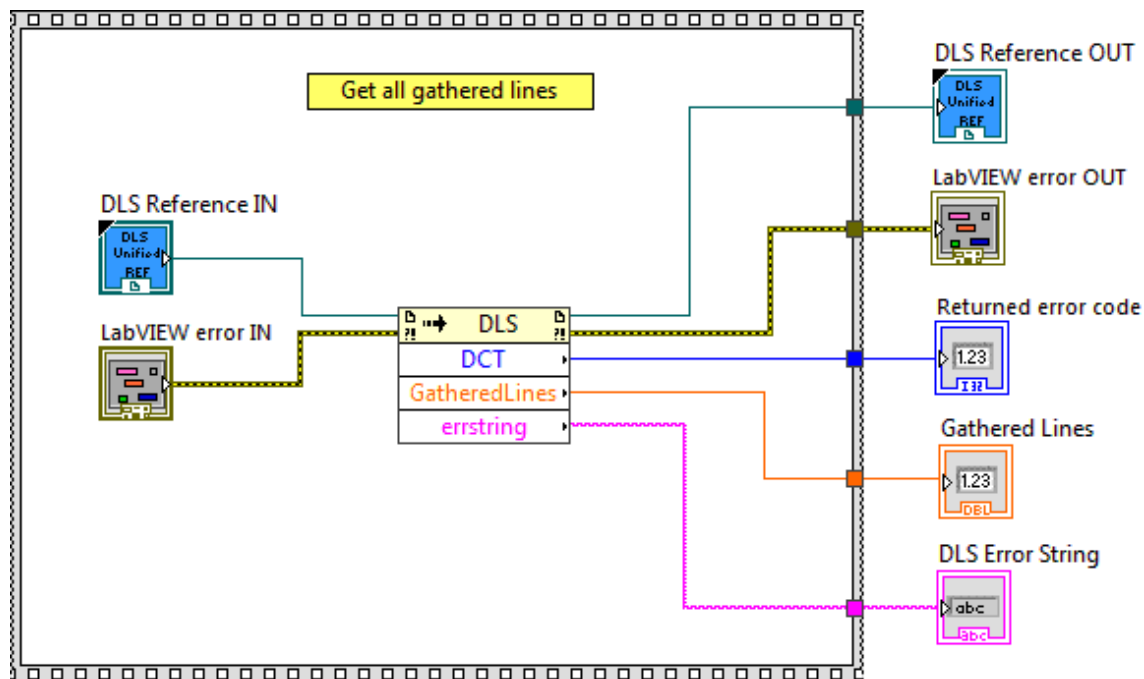 Get all gathered lines
DLS Reference IN
DLS
Unified
REF
LabVIEW error IN
?! DLS ?!
DCT
GatheredLines
errstring
DLS Reference OUT
DLS
Unified
REF
LabVIEW error OUT
Returned error code
1.23
I32
Gathered Lines
1.23
DBL
DLS Error String
abc
abc